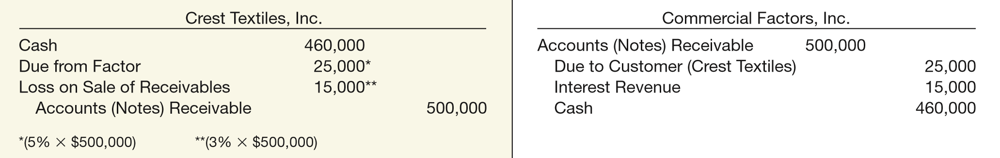 Crest Textiles, Inc.
Cash 460,000
Due from Factor 25,000*
Loss on Sale of Receivables 15,000**
Accounts (Notes) Receivable 500,000
*(5% × $500,000) **(3% × $500,000)
Commercial Factors, Inc.
Accounts (Notes) Receivable 500,000
Due to Customer (Crest Textiles) 25,000
Interest Revenue 15,000
Cash 460,000